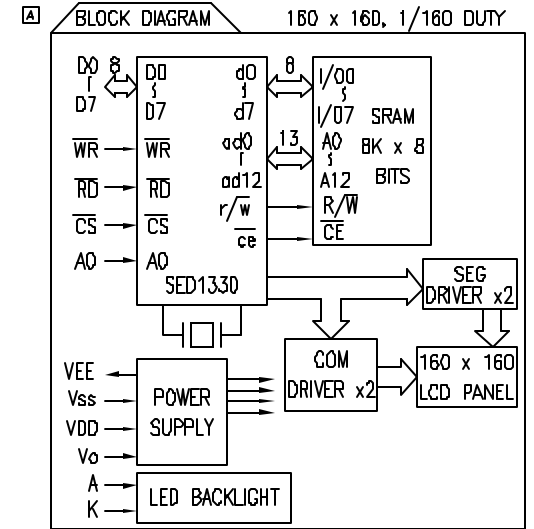 A BLOCK DIAGRAM 160 x 160, 1/160 DUTY
D0 8 D0 d0 8 I/O0
D7 D7 d7 I/O7 SRAM
WR WR ad0 13 A0 8K x 8
RD RD ad12 A12 BITS
CS CS r/w R/W
ce CE
A0 A0
SED1330
SEG
DRIVER x2
COM
DRIVER x2
160 x 160
LCD PANEL
VEE
Vss POWER
VDD SUPPLY
Vo
A
K LED BACKLIGHT